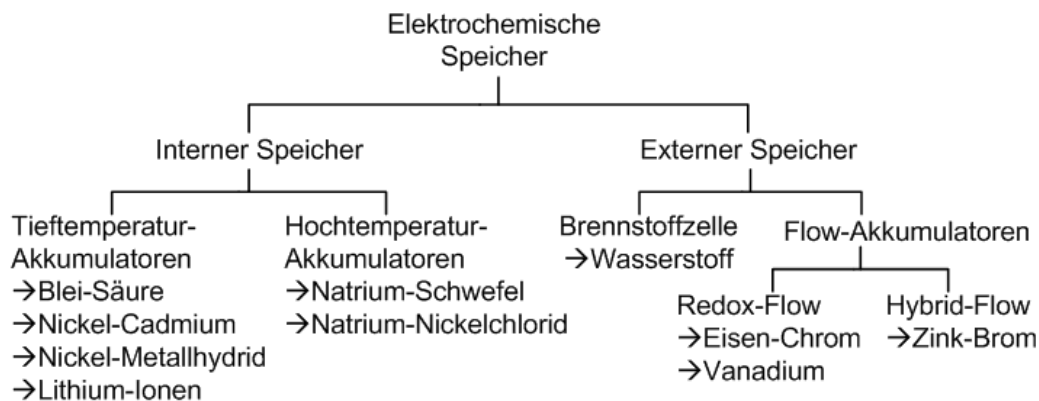 Elektrochemische
Speicher
Interner Speicher
Externer Speicher
Tieftemperatur-
Akkumulatoren
→Blei-Säure
→Nickel-Cadmium
→Nickel-Metallhydrid
→Lithium-Ionen
Hochtemperatur-
Akkumulatoren
→Natrium-Schwefel
→Natrium-Nickelchlorid
Brennstoffzelle
→Wasserstoff
Flow-Akkumulatoren
Redox-Flow
→Eisen-Chrom
→Vanadium
Hybrid-Flow
→Zink-Brom